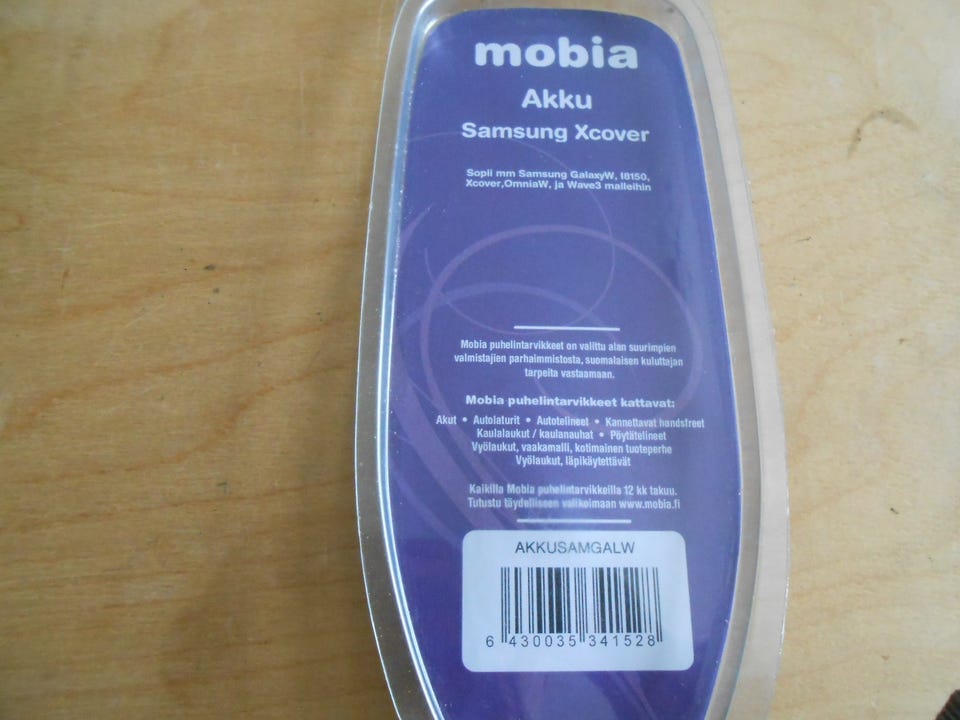 mobia
Akku
Samsung Xcover
Sopii mm Samsung GalaxyW, I8150,
Xcover,OmniaW, ja Wave3 malleihin
Mobia puhelintarvikkeet on valittu alan suurimpien
valmistajien parhaimmistosta, suomalaisen kuluttajan
tarpeita vastaamaan.
Mobia puhelintarvikkeet kattavat:
Akut • Autolaturit • Autotelineet • Kannettavat handsfreet
Kaulalaukut / kaulanauhat • Pöytätelineet
Vyölaukut, vaakamalli, kotimainen tuoteperhe
Vyölaukut, läpikäytettävät
Kaikilla Mobia puhelintarvikkeilla 12 kk takuu.
Tutustu täydelliseen valikoimaan www.mobia.fi
AKKUSAMGALW
6 430035 341528